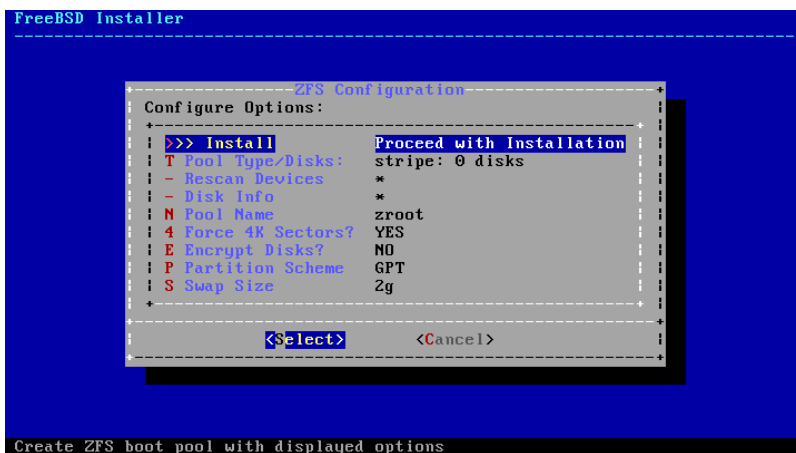 FreeBSD Installer
ZFS Configuration
Configure Options:
>>> Install Proceed with Installation
T Pool Type/Disks: stripe: 0 disks
- Rescan Devices *
- Disk Info *
N Pool Name zroot
4 Force 4K Sectors? YES
E Encrypt Disks? NO
P Partition Scheme GPT
S Swap Size 2g
<Select> <Cancel>
Create ZFS boot pool with displayed options